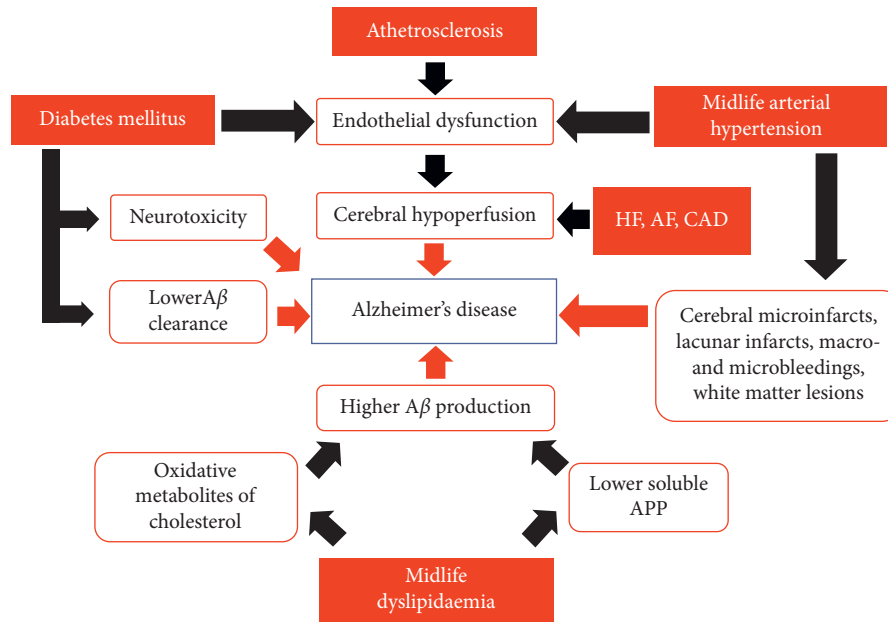 Athetrosclerosis
Diabetes mellitus
Endothelial dysfunction
Midlife arterial
hypertension
Neurotoxicity
Cerebral hypoperfusion
HF, AF, CAD
LowerAβ
clearance
Alzheimer's disease
Cerebral microinfarcts,
lacunar infarcts, macro-
and microbleedings,
white matter lesions
Higher Aβ production
Oxidative
metabolites of
cholesterol
Lower soluble
APP
Midlife
dyslipidaemia